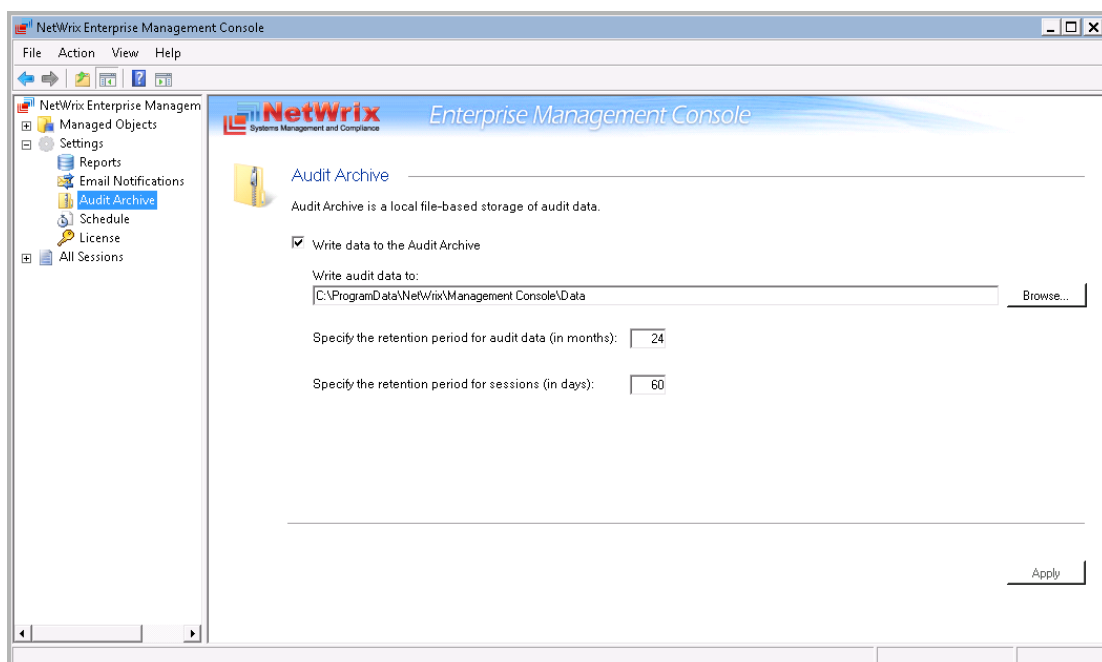 NetWrix Enterprise Management Console
File Action View Help
NetWrix Enterprise Managem
Managed Objects
Settings
Reports
Email Notifications
Audit Archive
Schedule
License
All Sessions
NetWrix
Systems Management and Compliance
Enterprise Management Console
Audit Archive
Audit Archive is a local file-based storage of audit data.
Write data to the Audit Archive
Write audit data to:
C:\ProgramData\NetWrix\Management Console\Data
Browse...
Specify the retention period for audit data (in months): 24
Specify the retention period for sessions (in days): 60
Apply